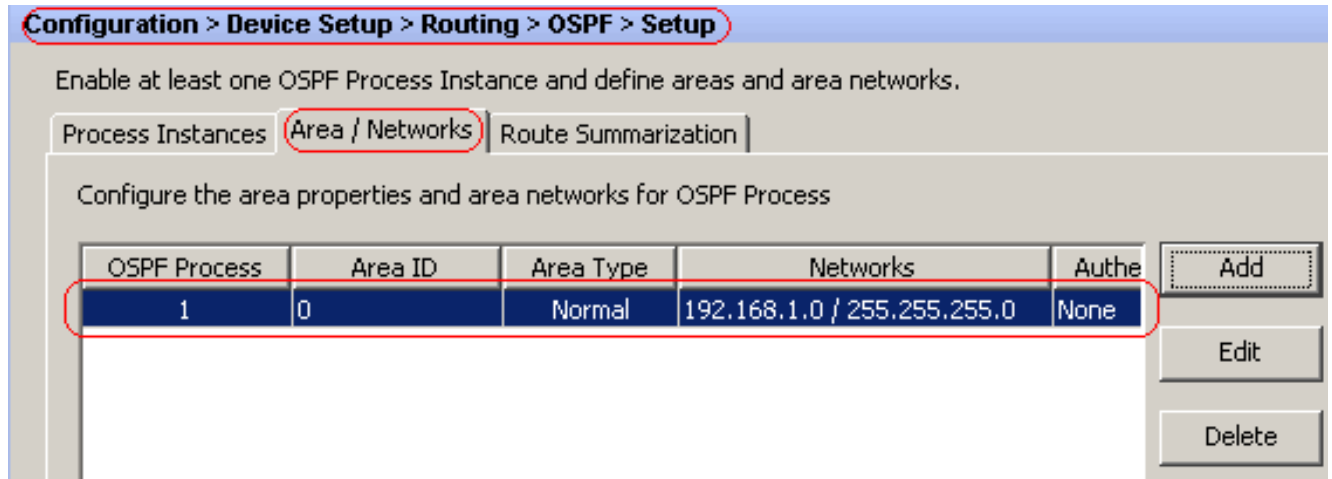 Configuration > Device Setup > Routing > OSPF > Setup
Enable at least one OSPF Process Instance and define areas and area networks.
Process Instances Area / Networks Route Summarization
Configure the area properties and area networks for OSPF Process
OSPF Process Area ID Area Type Networks Authe Add
1 0 Normal 192.168.1.0 / 255.255.255.0 None
Edit
Delete